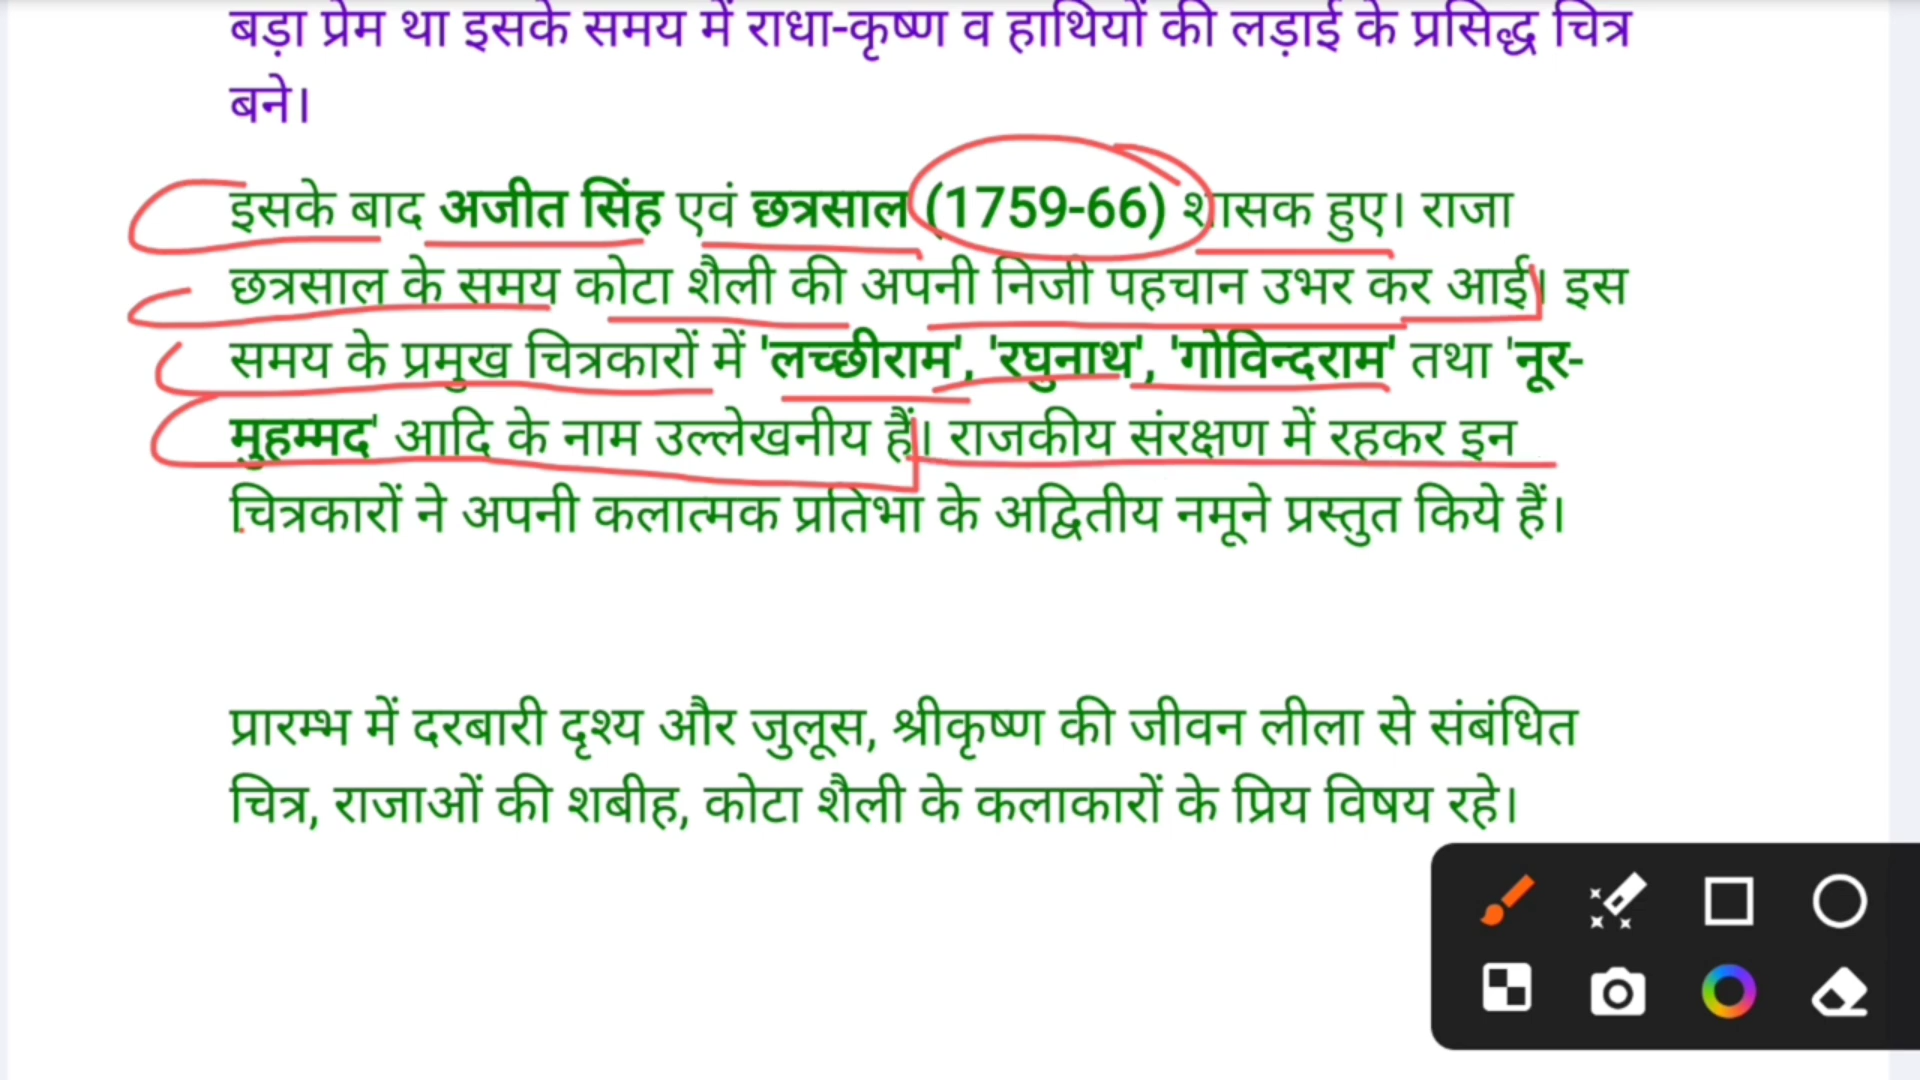 बड़ा प्रेम था इसके समय में राधा-कृष्ण व हाथियों की लड़ाई के प्रसिद्ध चित्र
बने।
इसके बाद अजीत सिंह एवं छत्रसाल (1759-66) शासक हुए। राजा
छत्रसाल के समय कोटा शैली की अपनी निजी पहचान उभर कर आई। इस
समय के प्रमुख चित्रकारों में 'लच्छीराम', 'रघुनाथ', 'गोविन्दराम' तथा 'नूर-
मुहम्मद' आदि के नाम उल्लेखनीय हैं। राजकीय संरक्षण में रहकर इन
चित्रकारों ने अपनी कलात्मक प्रतिभा के अद्वितीय नमूने प्रस्तुत किये हैं।
प्रारम्भ में दरबारी दृश्य और जुलूस, श्रीकृष्ण की जीवन लीला से संबंधित
चित्र, राजाओं की शबीह, कोटा शैली के कलाकारों के प्रिय विषय रहे।